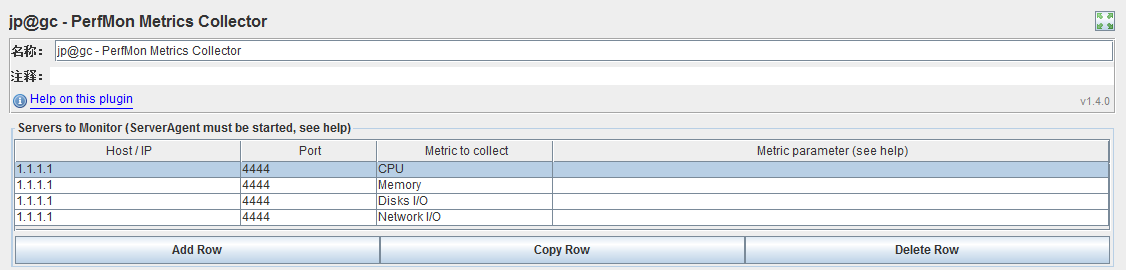 jp@gc - PerfMon Metrics Collector
名称： jp@gc - PerfMon Metrics Collector
注释：
Help on this plugin v1.4.0
Servers to Monitor (ServerAgent must be started, see help)
Host / IP Port Metric to collect Metric parameter (see help)
1.1.1.1 4444 CPU
1.1.1.1 4444 Memory
1.1.1.1 4444 Disks I/O
1.1.1.1 4444 Network I/O
Add Row Copy Row Delete Row